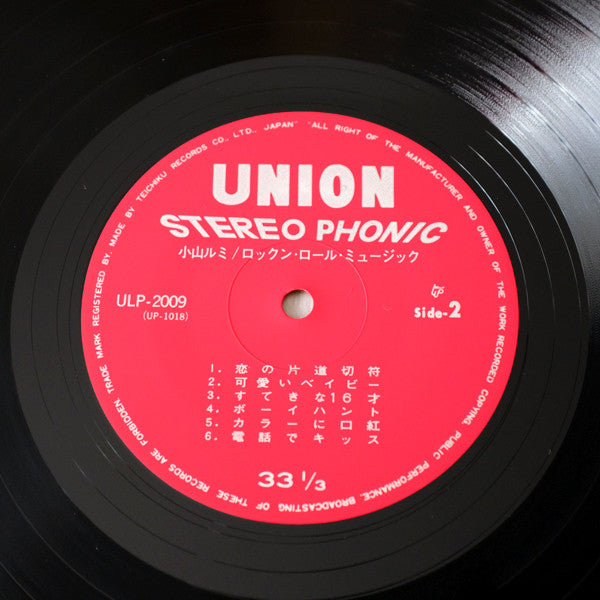 TRADE MARK REGISTERED. MADE BY TEICHIKU RECORDS CO., LTD., JAPAN" "ALL RIGHT OF THE MANUFACTURER AND OWNER OF THE WORK RECORDED COPYING, PUBLIC PERFORMANCE, BROADCASTING OF THESE RECORDS ARE FORBIDDEN
UNION
STEREO PHONIC
小山ルミ/ロックン・ロール・ミュージック
ULP-2009
(UP-1018)
Side-2
1. 恋の片道切符
2. 可愛いベイビー
3. すてきな16才
4. ボーイハント
5. カラーに口紅
6. 電話でキッス
33 1/3